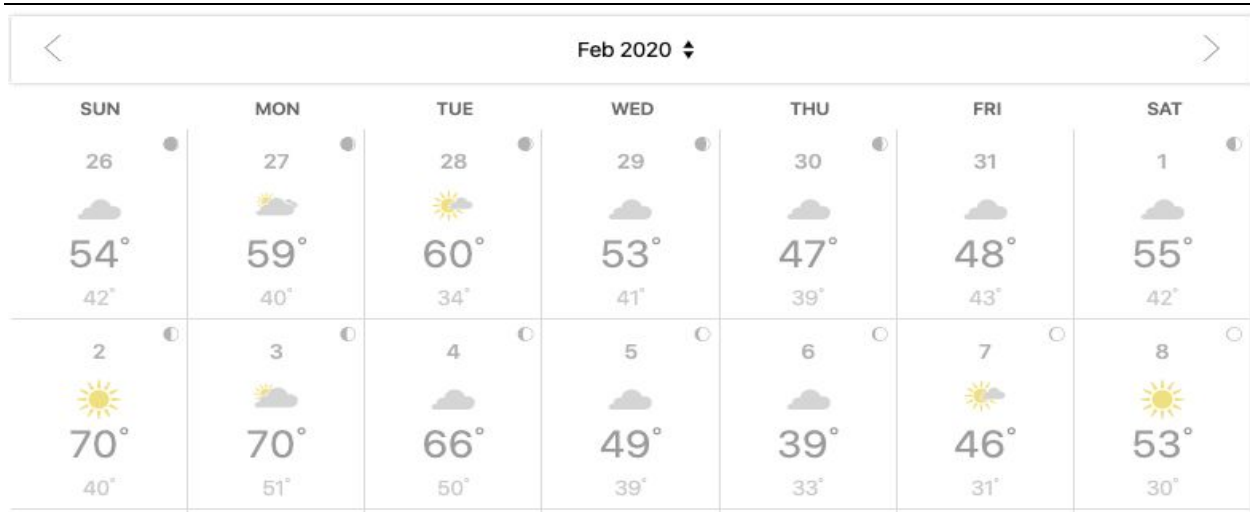 Feb 2020
SUN MON TUE WED THU FRI SAT
26 27 28 29 30 31 1
54° 59° 60° 53° 47° 48° 55°
42° 40° 34° 41° 39° 43° 42°
2 3 4 5 6 7 8
70° 70° 66° 49° 39° 46° 53°
40° 51° 50° 39° 33° 31° 30°